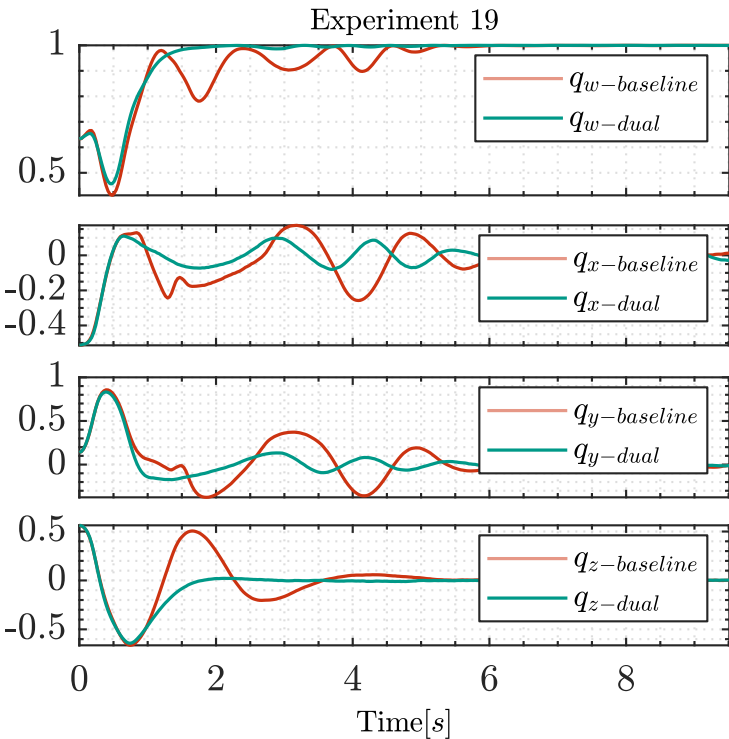 Experiment 19
1
0.5
q_{w-baseline}
q_{w-dual}
0
-0.2
-0.4
q_{x-baseline}
q_{x-dual}
1
0.5
0
q_{y-baseline}
q_{y-dual}
0.5
0
-0.5
q_{z-baseline}
q_{z-dual}
0 2 4 6 8
Time[s]